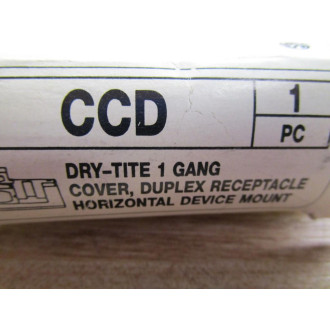 CCD
1
PC
DRY-TITE 1 GANG
COVER, DUPLEX RECEPTACLE
HORIZONTAL DEVICE MOUNT